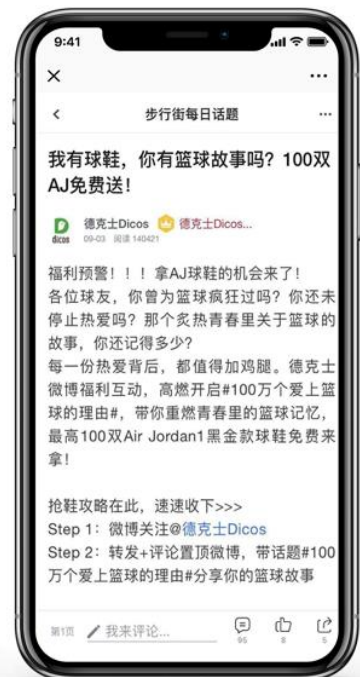 9:41
步行街每日话题
我有球鞋，你有篮球故事吗？100双
AJ免费送！
dicos
德克士Dicos 德克士Dicos...
09-03 阅读 140421
福利预警！！！拿AJ球鞋的机会来了！
各位球友，你曾为篮球疯狂过吗？你还未
停止热爱吗？那个炙热青春里关于篮球的
故事，你还记得多少？
每一份热爱背后，都值得加鸡腿。德克士
微博福利互动，高燃开启#100万个爱上篮
球的理由#，带你重燃青春里的篮球记忆，
最高100双Air Jordan1黑金款球鞋免费来
拿！
抢鞋攻略在此，速速收下>>>
Step 1：微博关注@德克士Dicos
Step 2：转发+评论置顶微博，带话题#100
万个爱上篮球的理由#分享你的篮球故事
第1页 我来评论... 95 8 5